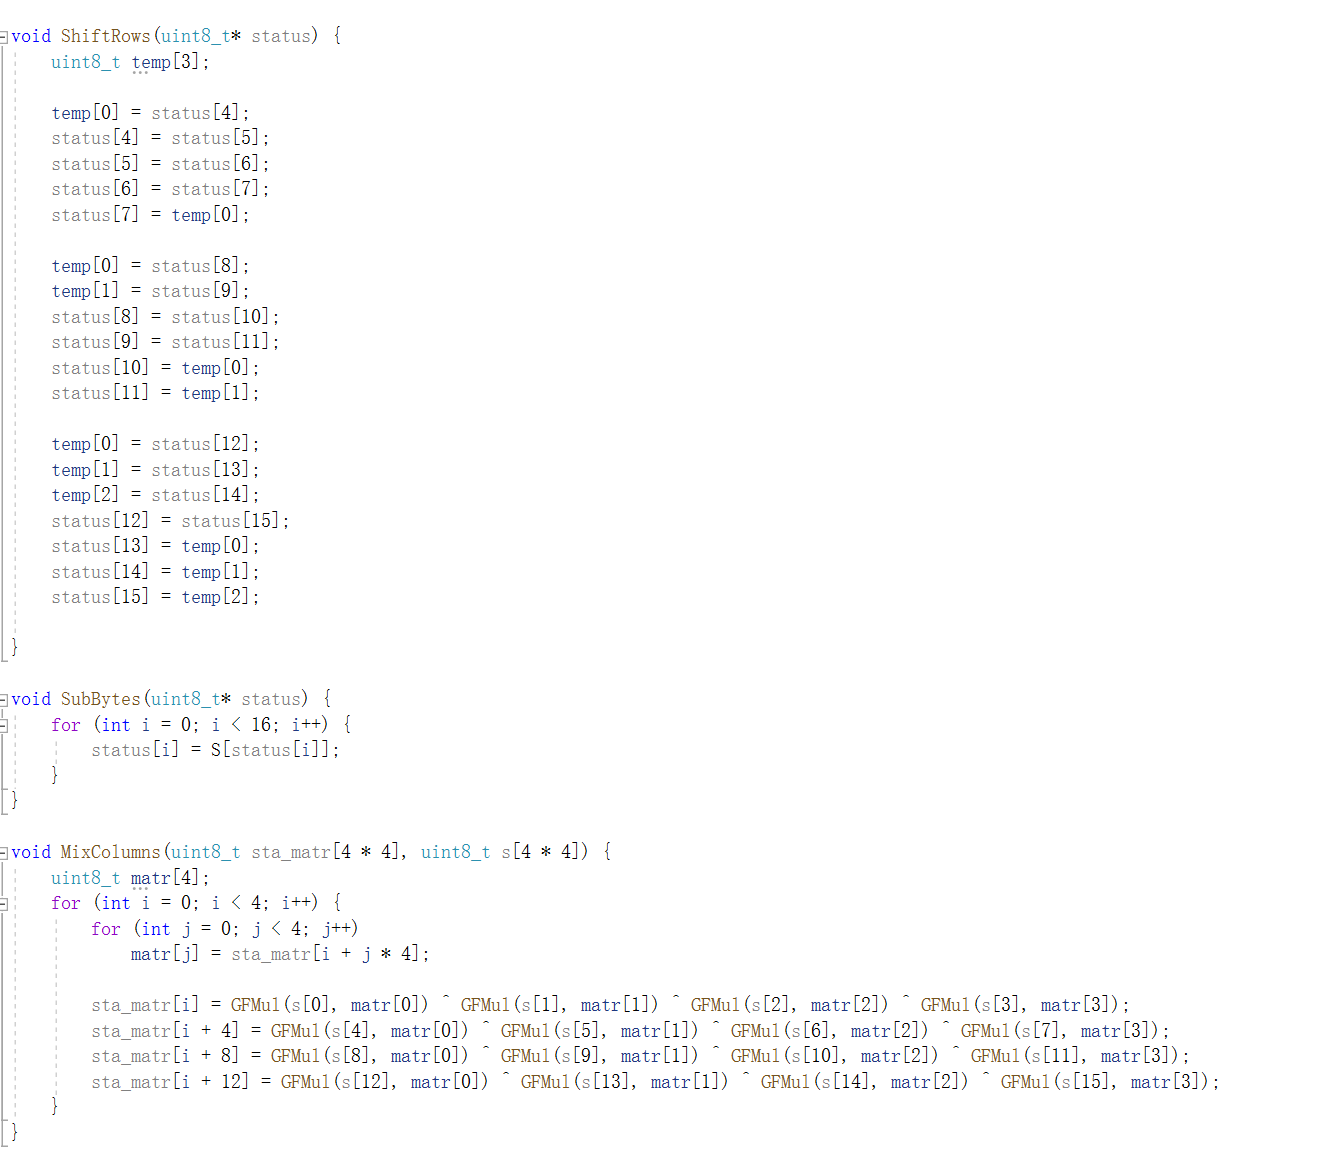 void ShiftRows(uint8_t* status) {
    uint8_t temp[3];

    temp[0] = status[4];
    status[4] = status[5];
    status[5] = status[6];
    status[6] = status[7];
    status[7] = temp[0];

    temp[0] = status[8];
    temp[1] = status[9];
    status[8] = status[10];
    status[9] = status[11];
    status[10] = temp[0];
    status[11] = temp[1];

    temp[0] = status[12];
    temp[1] = status[13];
    temp[2] = status[14];
    status[12] = status[15];
    status[13] = temp[0];
    status[14] = temp[1];
    status[15] = temp[2];

}

void SubBytes(uint8_t* status) {
    for (int i = 0; i < 16; i++) {
        status[i] = S[status[i]];
    }
}

void MixColumns(uint8_t sta_matr[4 * 4], uint8_t s[4 * 4]) {
    uint8_t matr[4];
    for (int i = 0; i < 4; i++) {
        for (int j = 0; j < 4; j++)
            matr[j] = sta_matr[i + j * 4];

        sta_matr[i] = GFMul(s[0], matr[0]) ^ GFMul(s[1], matr[1]) ^ GFMul(s[2], matr[2]) ^ GFMul(s[3], matr[3]);
        sta_matr[i + 4] = GFMul(s[4], matr[0]) ^ GFMul(s[5], matr[1]) ^ GFMul(s[6], matr[2]) ^ GFMul(s[7], matr[3]);
        sta_matr[i + 8] = GFMul(s[8], matr[0]) ^ GFMul(s[9], matr[1]) ^ GFMul(s[10], matr[2]) ^ GFMul(s[11], matr[3]);
        sta_matr[i + 12] = GFMul(s[12], matr[0]) ^ GFMul(s[13], matr[1]) ^ GFMul(s[14], matr[2]) ^ GFMul(s[15], matr[3]);
    }
}